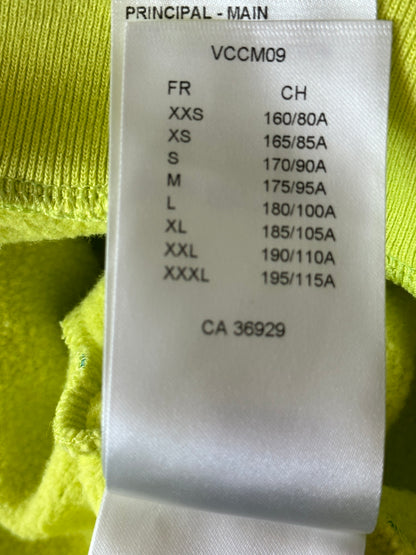 PRINCIPAL - MAIN
VCCM09
FR CH
XXS 160/80A
XS 165/85A
S 170/90A
M 175/95A
L 180/100A
XL 185/105A
XXL 190/110A
XXXL 195/115A
CA 36929